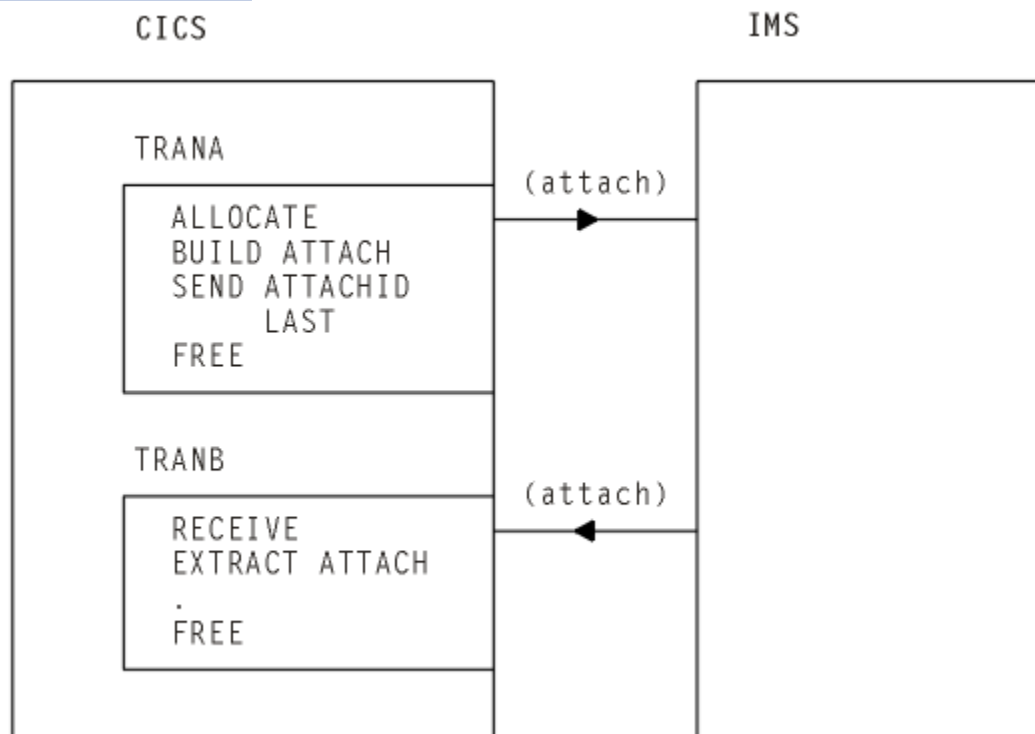 CICS
IMS
TRANA
(attach)
ALLOCATE
BUILD ATTACH
SEND ATTACHID
LAST
FREE
TRANB
(attach)
RECEIVE
EXTRACT ATTACH
.
FREE